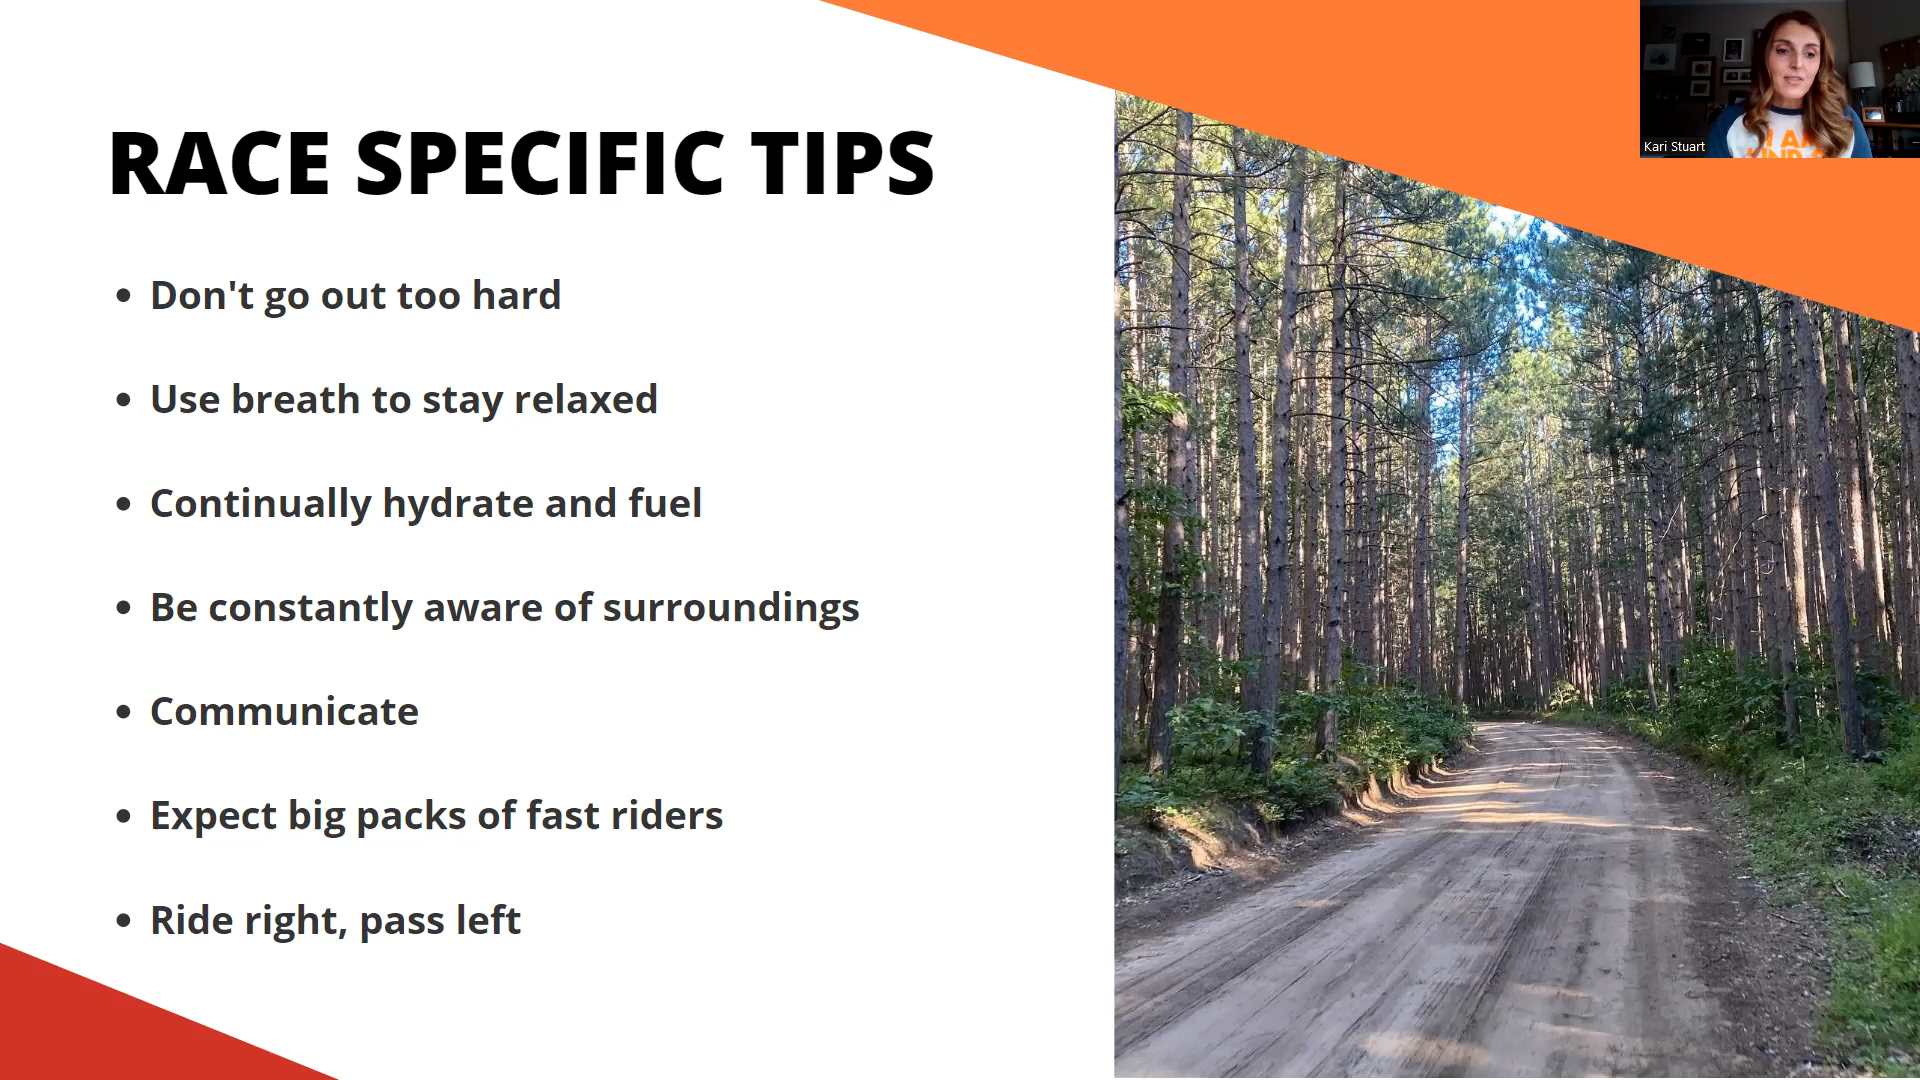 RACE SPECIFIC TIPS
Don't go out too hard
Use breath to stay relaxed
Continually hydrate and fuel
Be constantly aware of surroundings
Communicate
Expect big packs of fast riders
Ride right, pass left
Kari Stuart